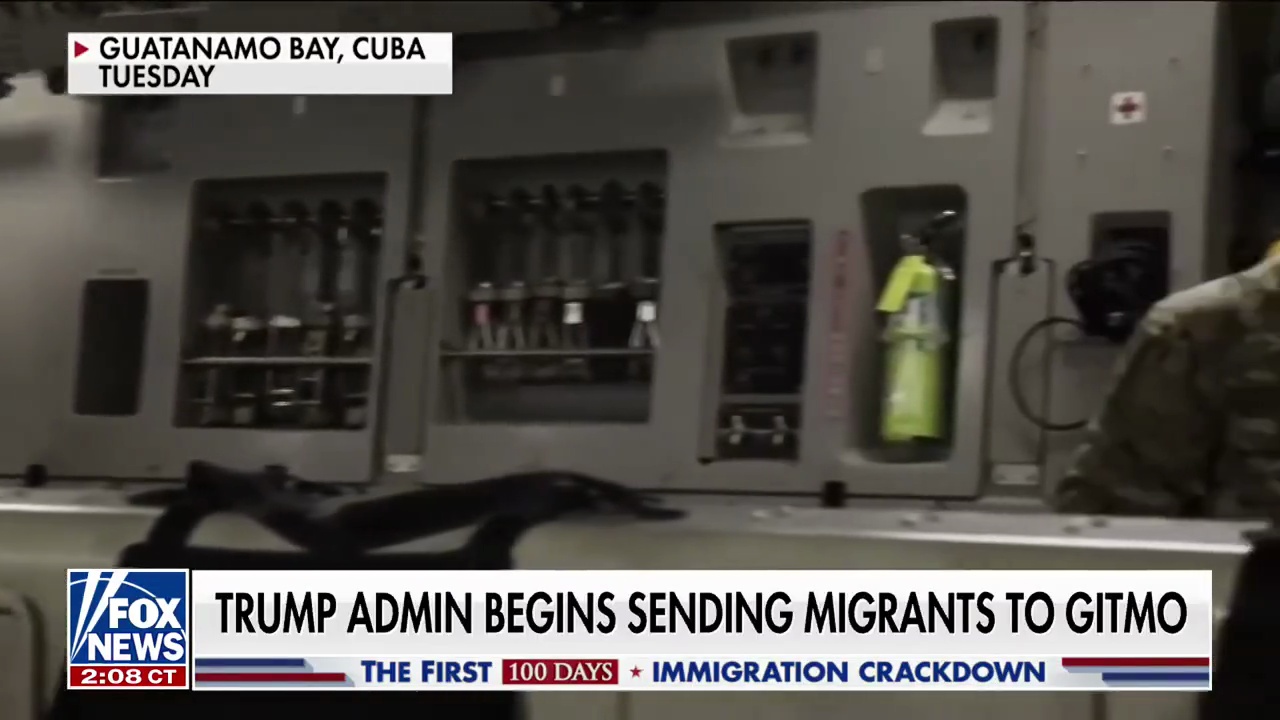 GUATANAMO BAY, CUBA
TUESDAY
TRUMP ADMIN BEGINS SENDING MIGRANTS TO GITMO
FOX
NEWS
2:08 CT
THE FIRST 100 DAYS IMMIGRATION CRACKDOWN